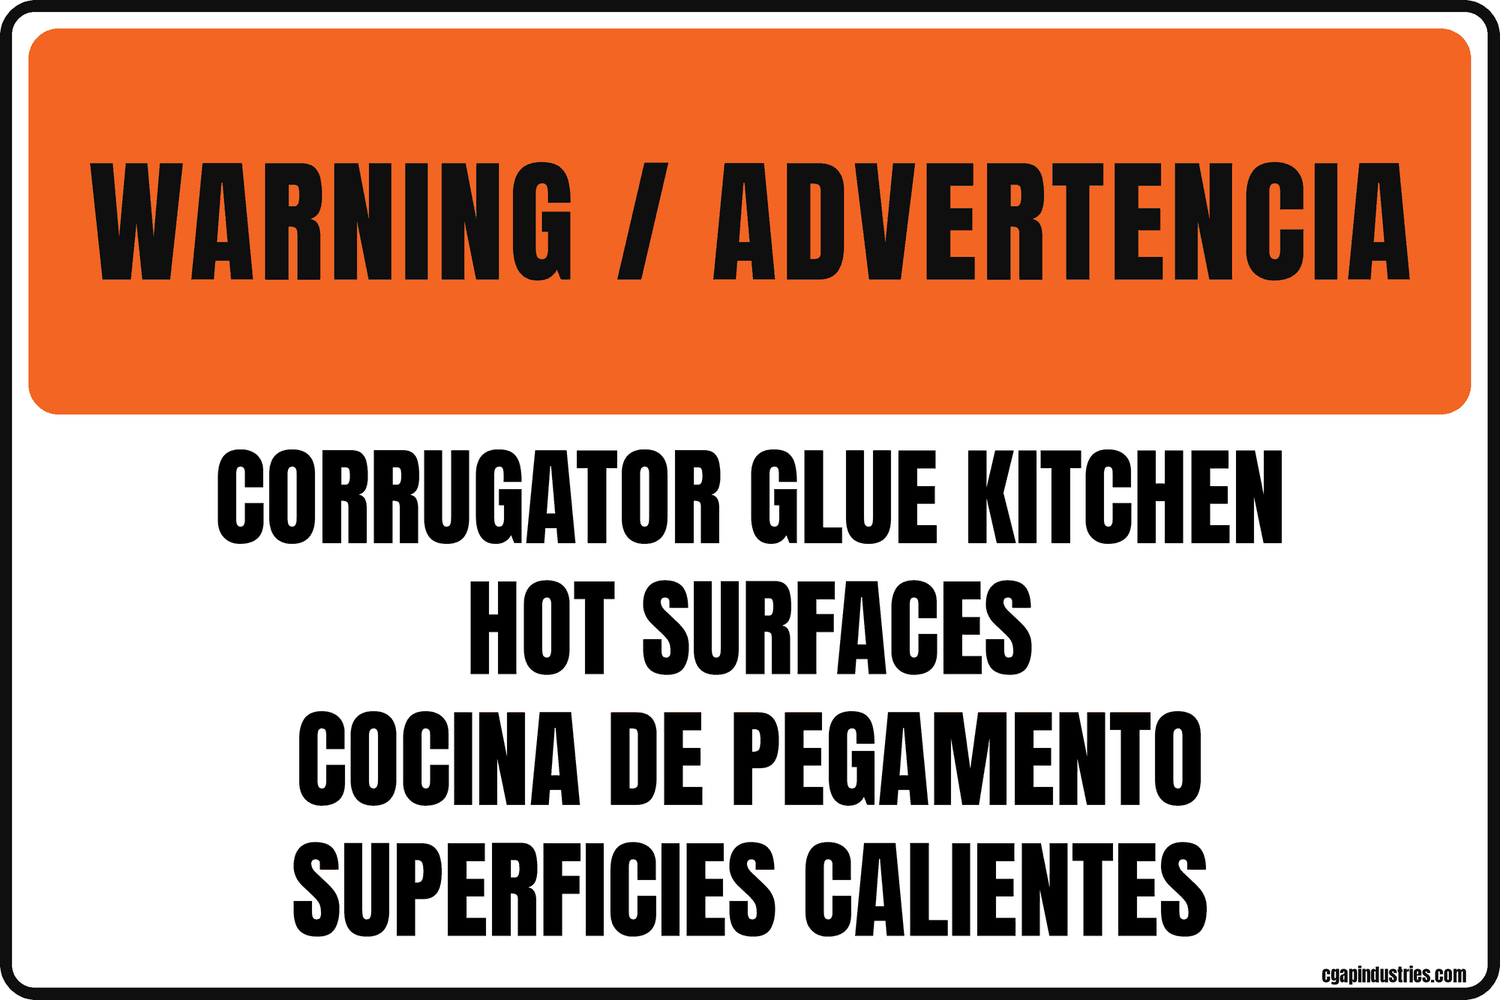 WARNING / ADVERTENCIA
CORRUGATOR GLUE KITCHEN
HOT SURFACES
COCINA DE PEGAMENTO
SUPERFICIES CALIENTES
cgapindustries.com